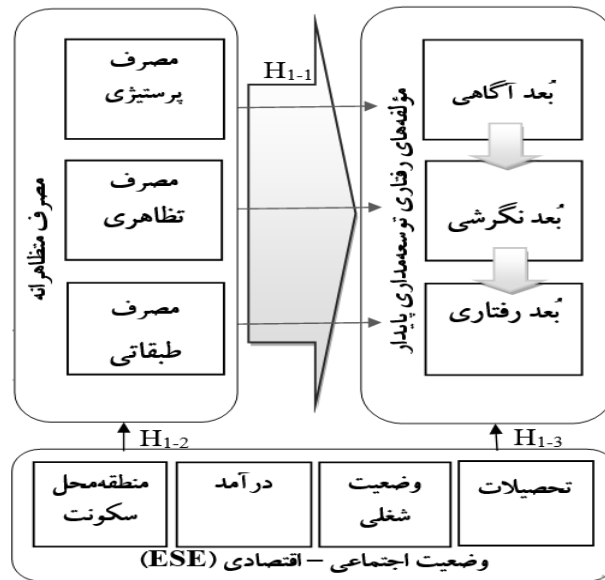 مصرف
پرستیژی
مصرف
تظاهری
مصرف
طبقاتی
مصرف متظاهرانه
H1-1
بُعد آگاهی
بُعد نگرشی
بُعد رفتاری
مؤلفه‌های رفتاری توسعه‌مداری پایدار
H1-2
H1-3
تحصیلات
وضعیت
شغلی
درآمد
منطقه‌محل
سکونت
وضعیت اجتماعی – اقتصادی (ESE)